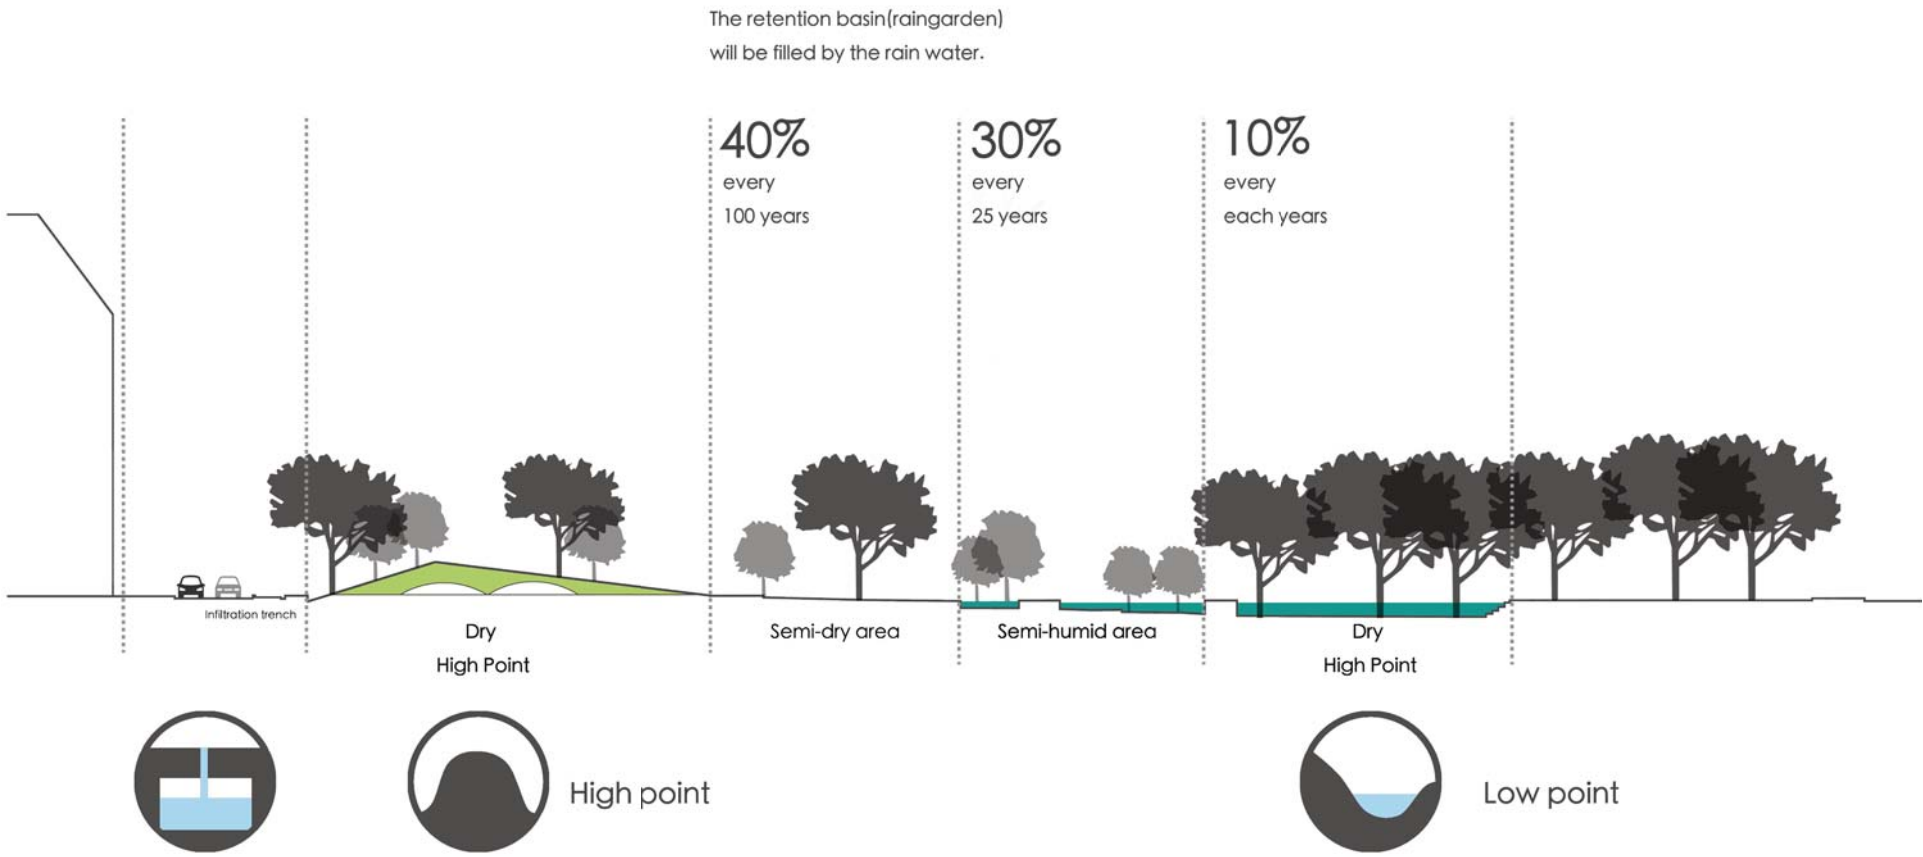 The retention basin(raingarden)
will be filled by the rain water.
40%
every
100 years
30%
every
25 years
10%
every
each years
Infiltration trench
Dry
High Point
Semi-dry area
Semi-humid area
Dry
High Point
High point
Low point